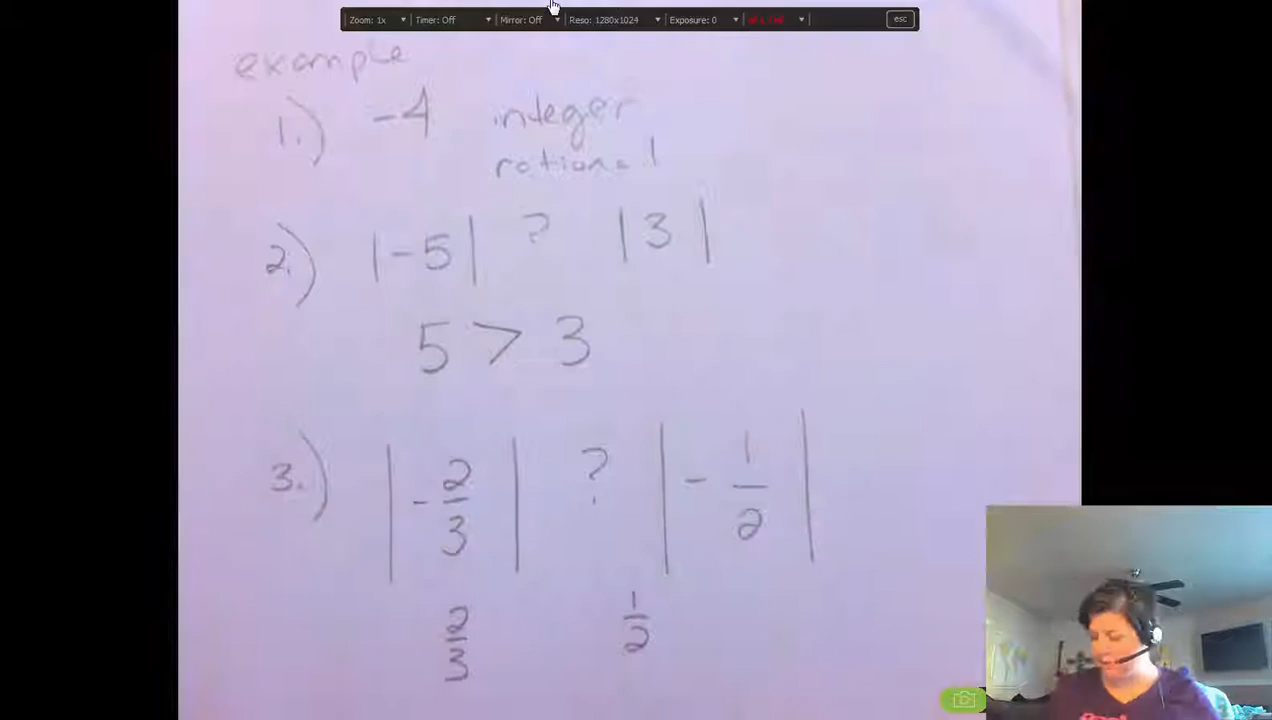 Zoom: 1x Timer: Off Mirror: Off Reso: 1280x1024 Exposure: 0 esc
example
1.) -4 integer
rational
2.) |-5| ? |3|
5 > 3
3.) |-2/3| ? |-1/2|
2/3 1/2